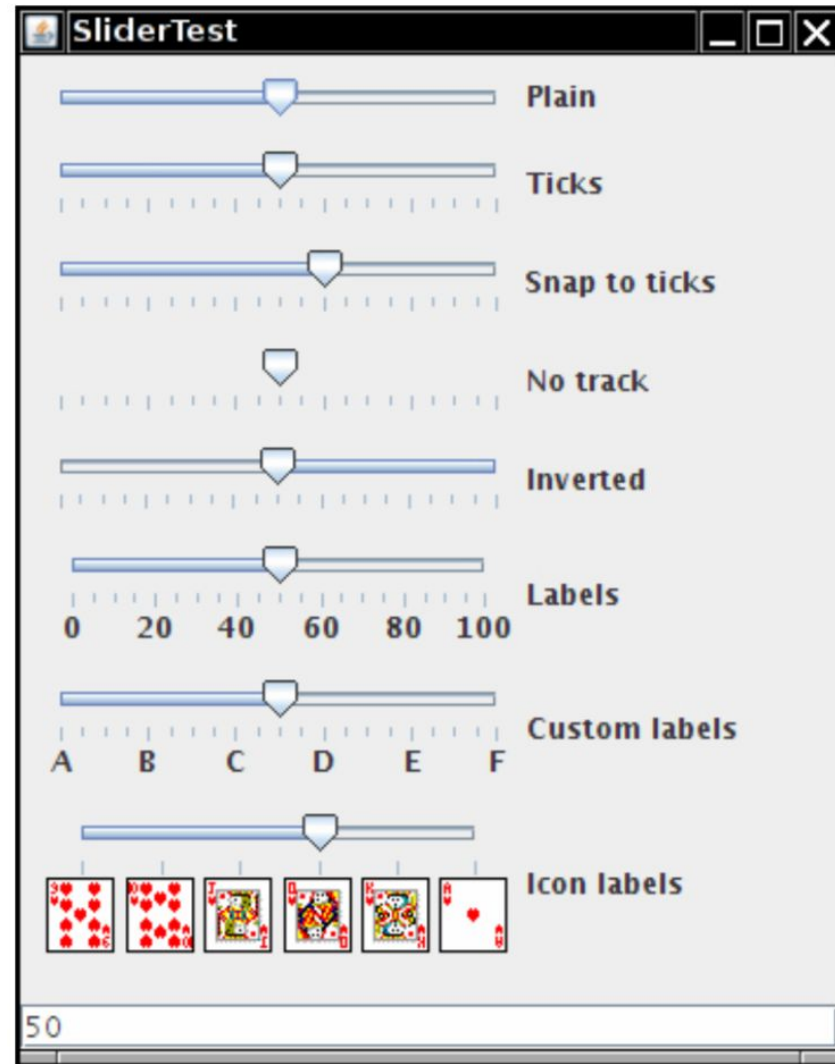 SliderTest
Plain
Ticks
Snap to ticks
No track
Inverted
Labels
0 20 40 60 80 100
Custom labels
A B C D E F
Icon labels
50